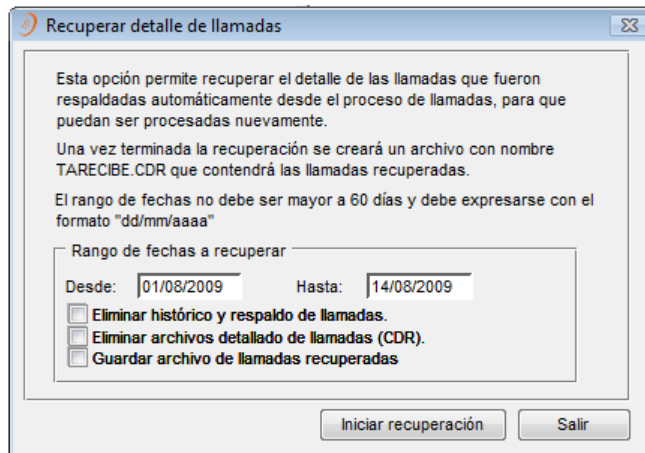 Recuperar detalle de llamadas
Esta opción permite recuperar el detalle de las llamadas que fueron
respaldadas automáticamente desde el proceso de llamadas, para que
puedan ser procesadas nuevamente.
Una vez terminada la recuperación se creará un archivo con nombre
TARECIBE.CDR que contendrá las llamadas recuperadas.
El rango de fechas no debe ser mayor a 60 días y debe expresarse con el
formato "dd/mm/aaaa"
Rango de fechas a recuperar
Desde: 01/08/2009 Hasta: 14/08/2009
Eliminar histórico y respaldo de llamadas.
Eliminar archivos detallado de llamadas (CDR).
Guardar archivo de llamadas recuperadas
Iniciar recuperación Salir